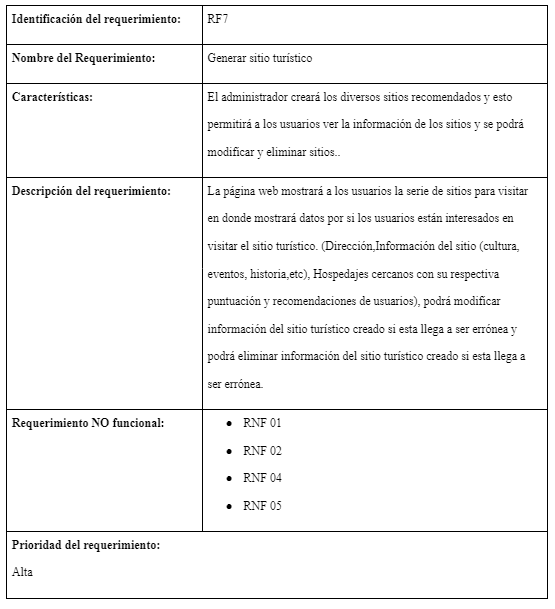 Identificación del requerimiento: RF7
Nombre del Requerimiento: Generar sitio turístico
Características: El administrador creará los diversos sitios recomendados y esto
permitirá a los usuarios ver la información de los sitios y se podrá
modificar y eliminar sitios..
Descripción del requerimiento: La página web mostrará a los usuarios la serie de sitios para visitar
en donde mostrará datos por si los usuarios están interesados en
visitar el sitio turístico. (Dirección,Información del sitio (cultura,
eventos, historia,etc), Hospedajes cercanos con su respectiva
puntuación y recomendaciones de usuarios), podrá modificar
información del sitio turístico creado si esta llega a ser errónea y
podrá eliminar información del sitio turístico creado si esta llega a
ser errónea.
Requerimiento NO funcional: ● RNF 01
● RNF 02
● RNF 04
● RNF 05
Prioridad del requerimiento:
Alta